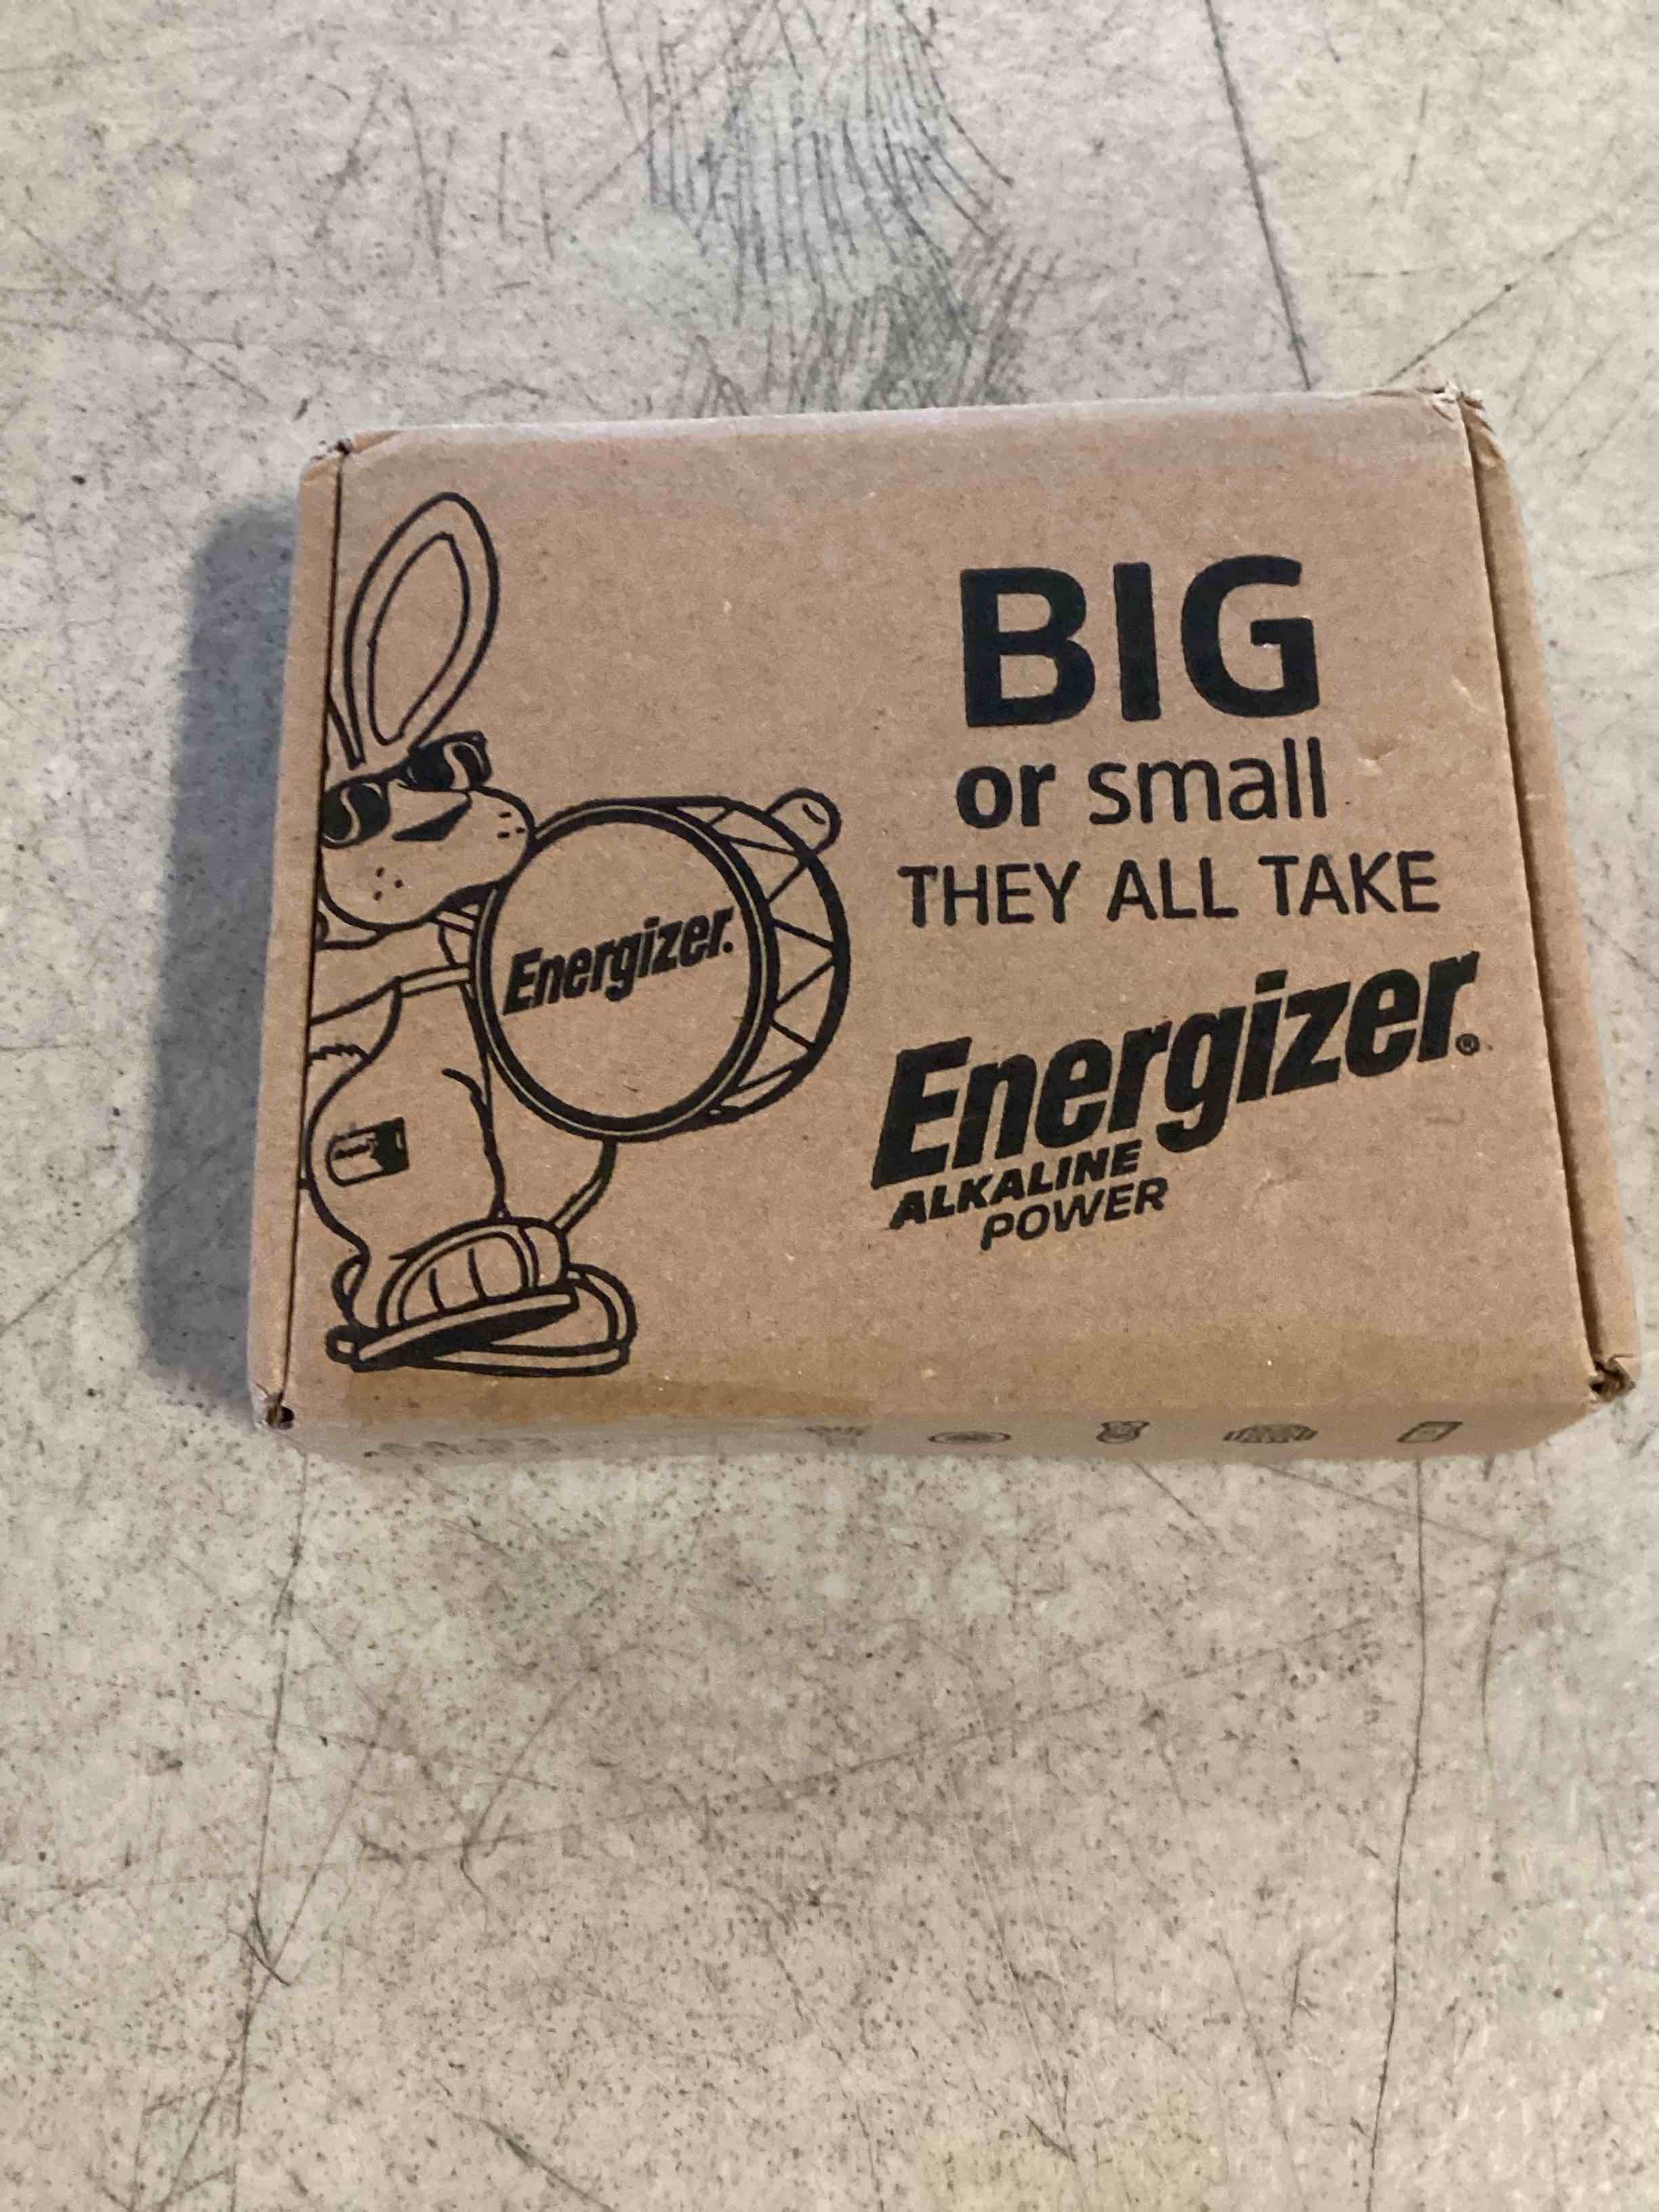 BIG
or small
THEY ALL TAKE
Energizer®
ALKALINE
POWER
Energizer.